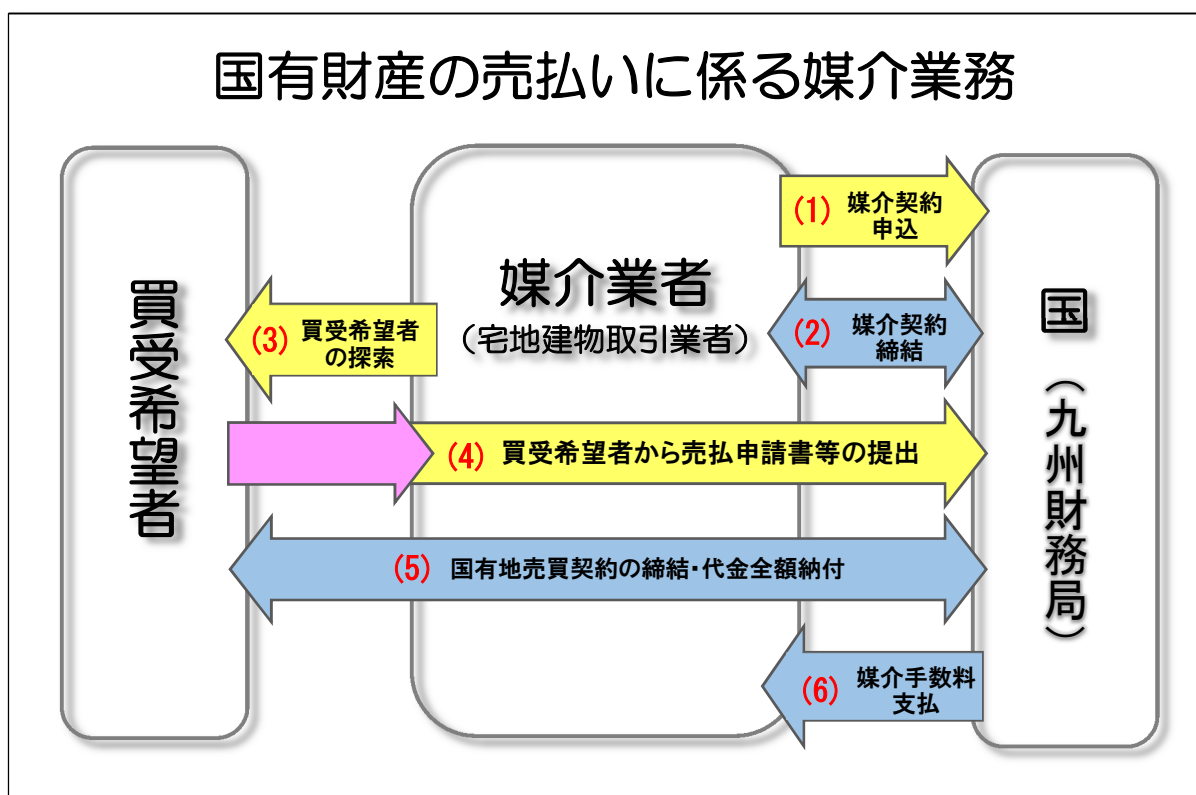 国有財産の売払いに係る媒介業務
買受希望者
媒介業者
（宅地建物取引業者）
国（九州財務局）
(1) 媒介契約
申込
(2) 媒介契約
締結
(3) 買受希望者
の探索
(4) 買受希望者から売払申請書等の提出
(5) 国有地売買契約の締結・代金全額納付
(6) 媒介手数料
支払